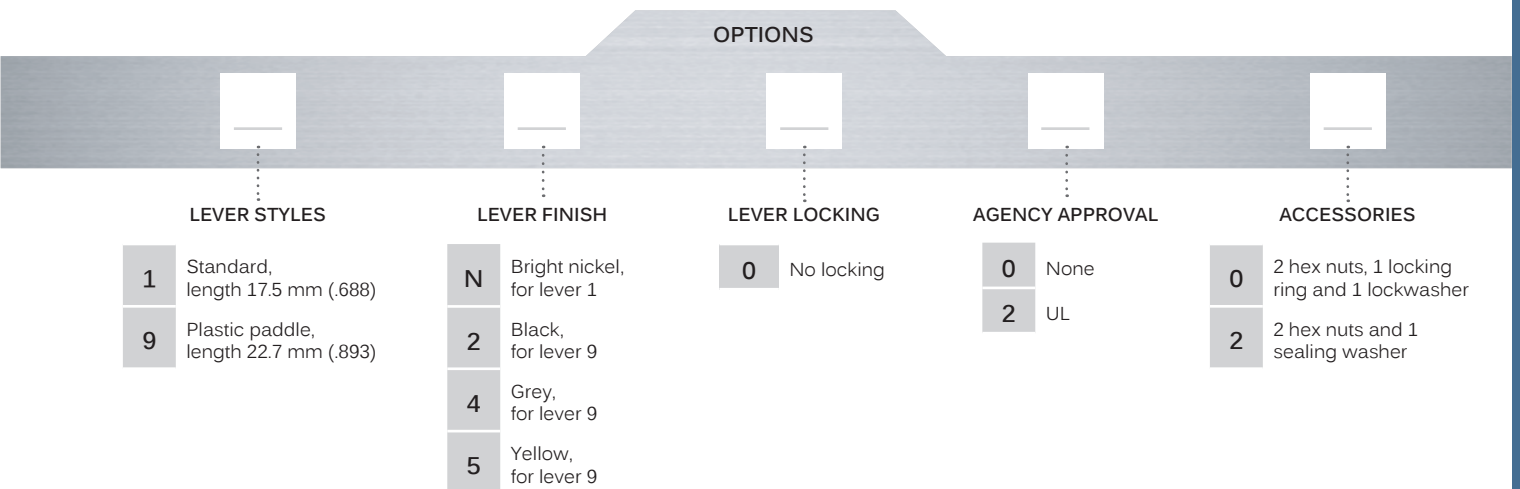 OPTIONS
LEVER STYLES
1
Standard,
length 17.5 mm (.688)
9
Plastic paddle,
length 22.7 mm (.893)
LEVER FINISH
N
Bright nickel,
for lever 1
2
Black,
for lever 9
4
Grey,
for lever 9
5
Yellow,
for lever 9
LEVER LOCKING
0
No locking
AGENCY APPROVAL
0
None
2
UL
ACCESSORIES
0
2 hex nuts, 1 locking
ring and 1 lockwasher
2
2 hex nuts and 1
sealing washer